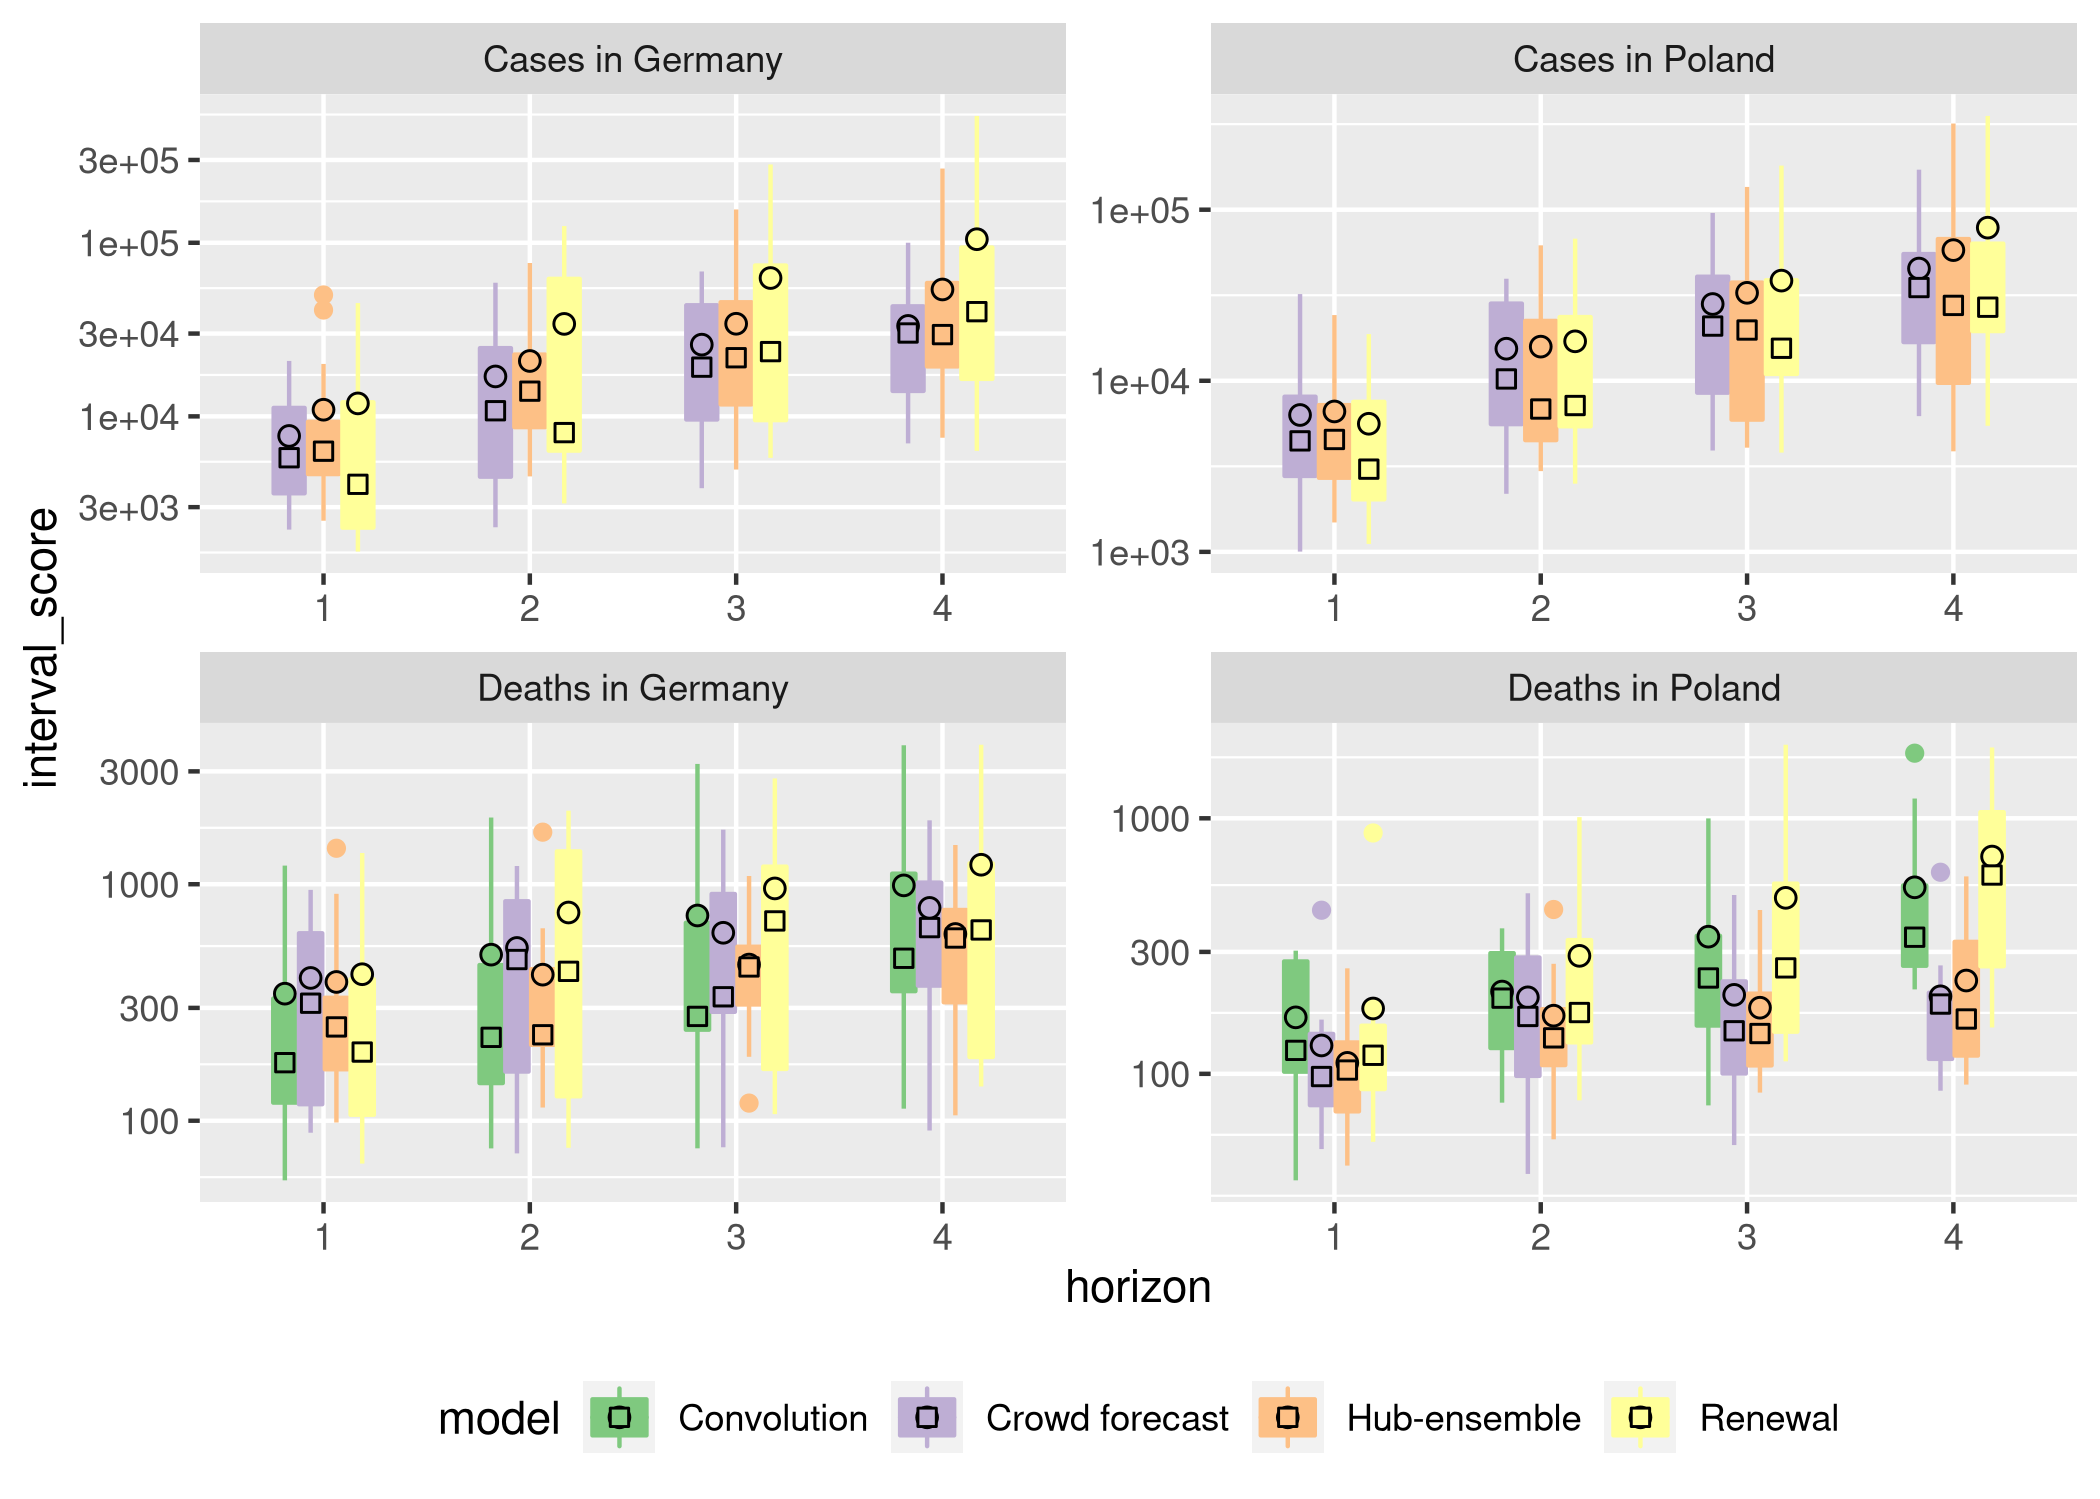 Cases in Germany
Cases in Poland
3e+05
1e+05
3e+04
1e+04
3e+03
1e+05
1e+04
1e+03
1 2 3 4
1 2 3 4
interval_score
Deaths in Germany
Deaths in Poland
3000
1000
300
100
1000
300
100
1 2 3 4
1 2 3 4
horizon
model Convolution Crowd forecast Hub-ensemble Renewal